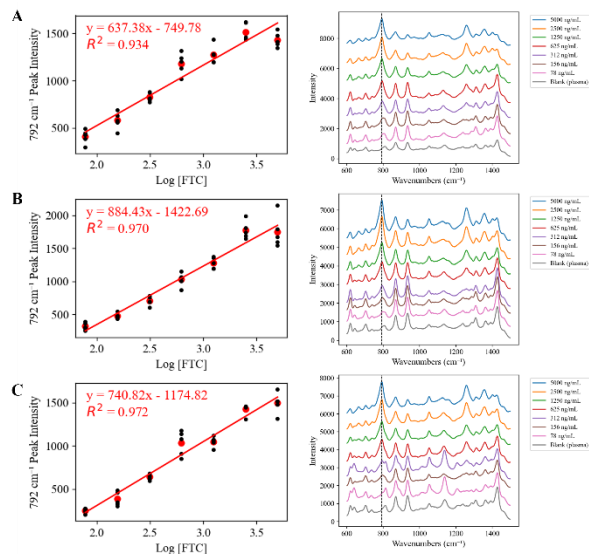 A
y = 637.38x - 749.78
R² = 0.934
792 cm⁻¹ Peak Intensity
1500
1000
500
2.0
2.5
3.0
3.5
Log [FTC]
Intensity
8000
6000
4000
2000
0
600
800
1000
1200
1400
Wavenumbers (cm⁻¹)
5000 ng/mL
2500 ng/mL
1250 ng/mL
625 ng/mL
312 ng/mL
156 ng/mL
78 ng/mL
Blank (plasma)
B
y = 884.43x - 1422.69
R² = 0.970
792 cm⁻¹ Peak Intensity
2000
1500
1000
500
2.0
2.5
3.0
3.5
Log [FTC]
Intensity
7000
6000
5000
4000
3000
2000
1000
0
600
800
1000
1200
1400
Wavenumbers (cm⁻¹)
5000 ng/mL
2500 ng/mL
1250 ng/mL
625 ng/mL
312 ng/mL
156 ng/mL
78 ng/mL
Blank (plasma)
C
y = 740.82x - 1174.82
R² = 0.972
792 cm⁻¹ Peak Intensity
1500
1000
500
2.0
2.5
3.0
3.5
Log [FTC]
Intensity
8000
7000
6000
5000
4000
3000
2000
1000
0
600
800
1000
1200
1400
Wavenumbers (cm⁻¹)
5000 ng/mL
2500 ng/mL
1250 ng/mL
625 ng/mL
312 ng/mL
156 ng/mL
78 ng/mL
Blank (plasma)